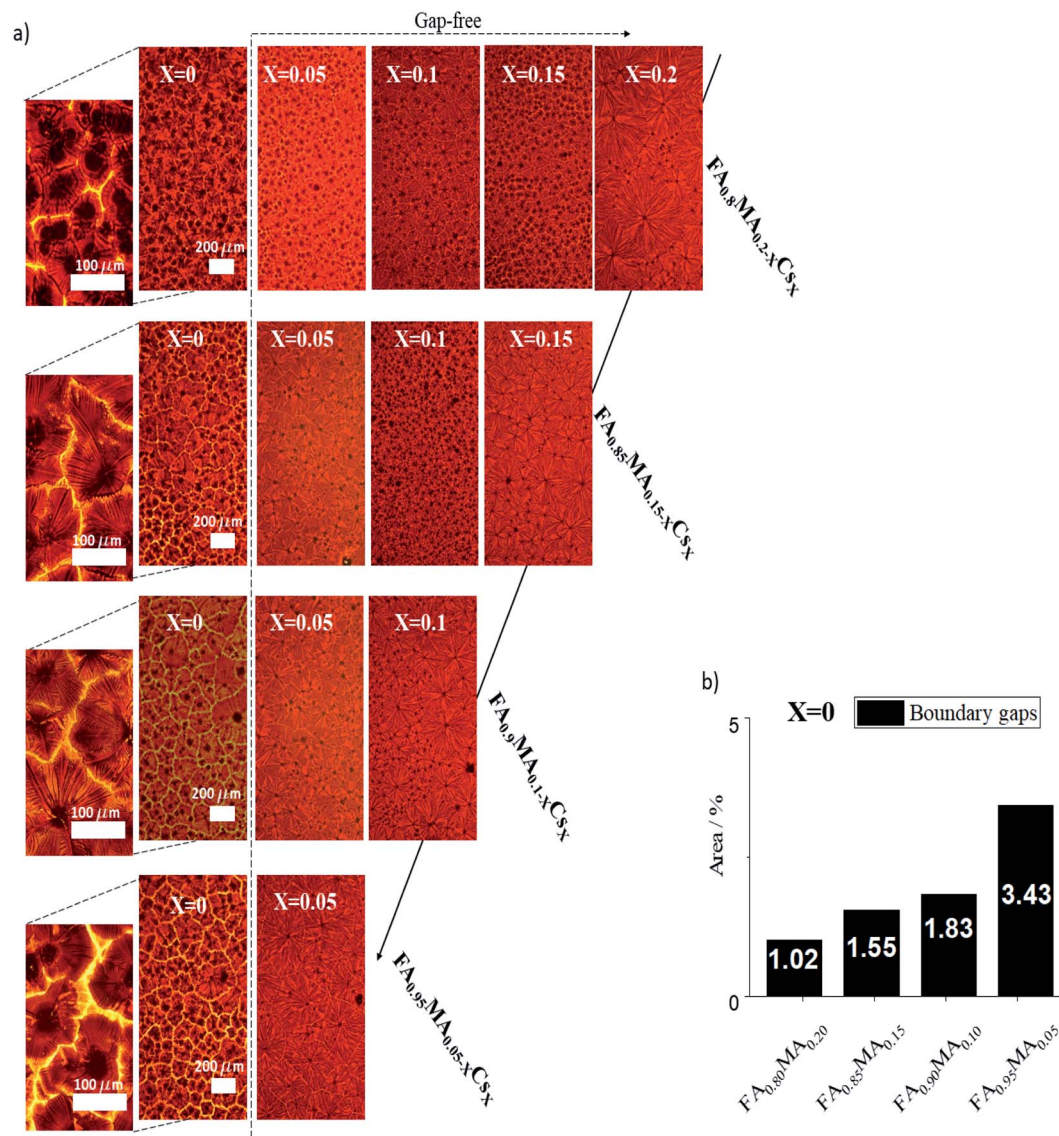 a)
Gap-free
X=0
X=0.05
X=0.1
X=0.15
X=0.2
100 μm
200 μm
FA0.8MA0.2-XCsX
X=0
X=0.05
X=0.1
X=0.15
100 μm
200 μm
FA0.85MA0.15-XCsX
X=0
X=0.05
X=0.1
100 μm
200 μm
FA0.9MA0.1-XCsX
X=0
X=0.05
100 μm
200 μm
FA0.95MA0.05-XCsX
b)
X=0
Boundary gaps
5
Area / %
0
1.02
1.55
1.83
3.43
FA0.80MA0.20
FA0.85MA0.15
FA0.90MA0.10
FA0.95MA0.05